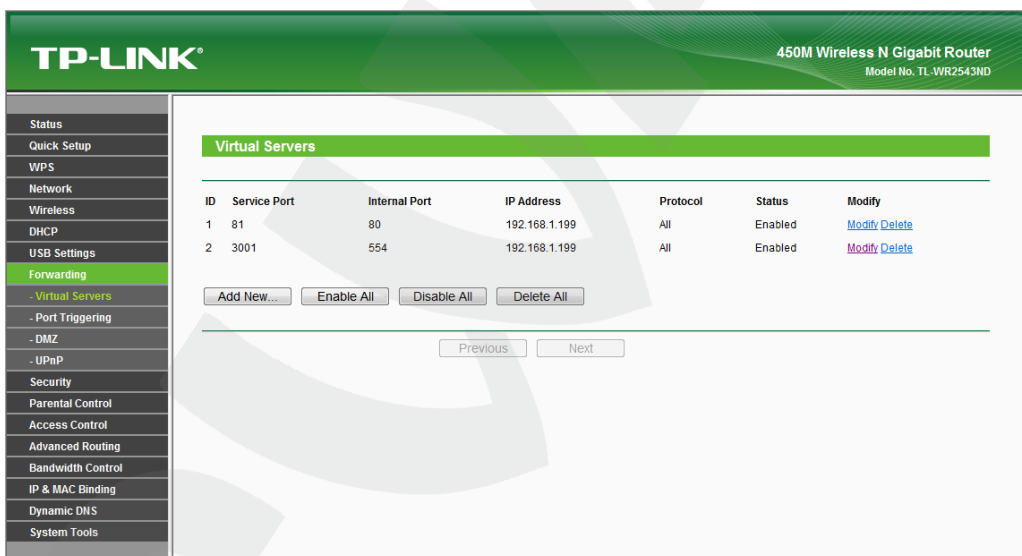 TP-LINK®
450M Wireless N Gigabit Router
Model No. TL-WR2543ND
Status
Quick Setup
WPS
Network
Wireless
DHCP
USB Settings
Forwarding
- Virtual Servers
- Port Triggering
- DMZ
- UPnP
Security
Parental Control
Access Control
Advanced Routing
Bandwidth Control
IP & MAC Binding
Dynamic DNS
System Tools
Virtual Servers
ID Service Port Internal Port IP Address Protocol Status Modify
1 81 80 192.168.1.199 All Enabled Modify Delete
2 3001 554 192.168.1.199 All Enabled Modify Delete
Add New... Enable All Disable All Delete All
Previous Next